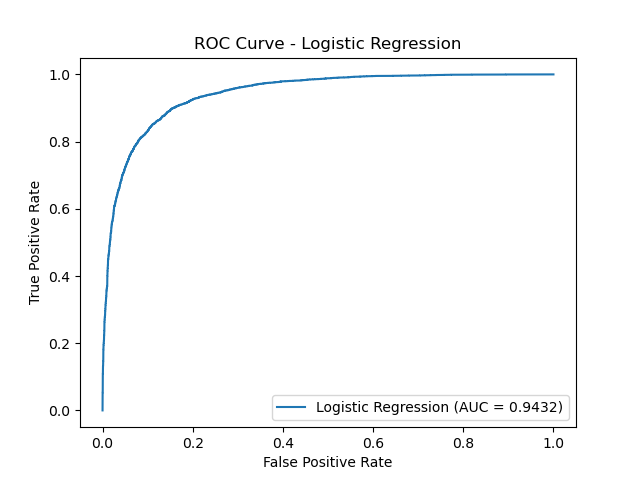 ROC Curve - Logistic Regression
True Positive Rate
1.0
0.8
0.6
0.4
0.2
0.0
Logistic Regression (AUC = 0.9432)
0.0 0.2 0.4 0.6 0.8 1.0
False Positive Rate